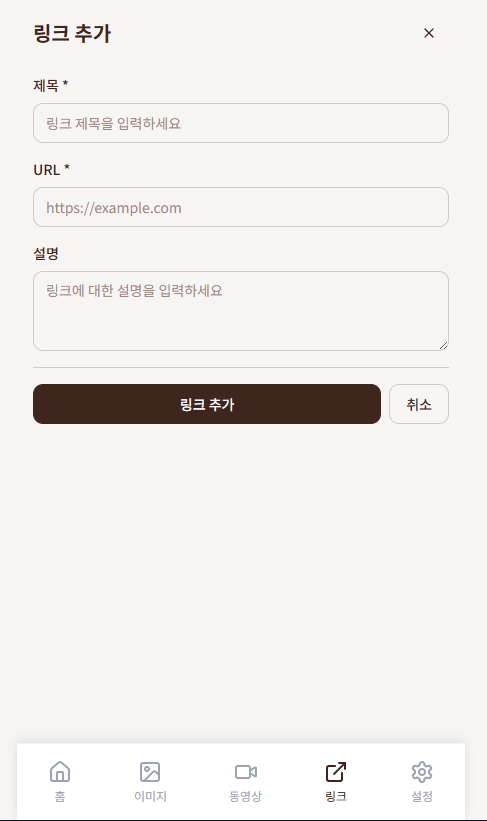 링크 추가
제목 *
링크 제목을 입력하세요
URL *
https://example.com
설명
링크에 대한 설명을 입력하세요
링크 추가 취소
홈 이미지 동영상 링크 설정